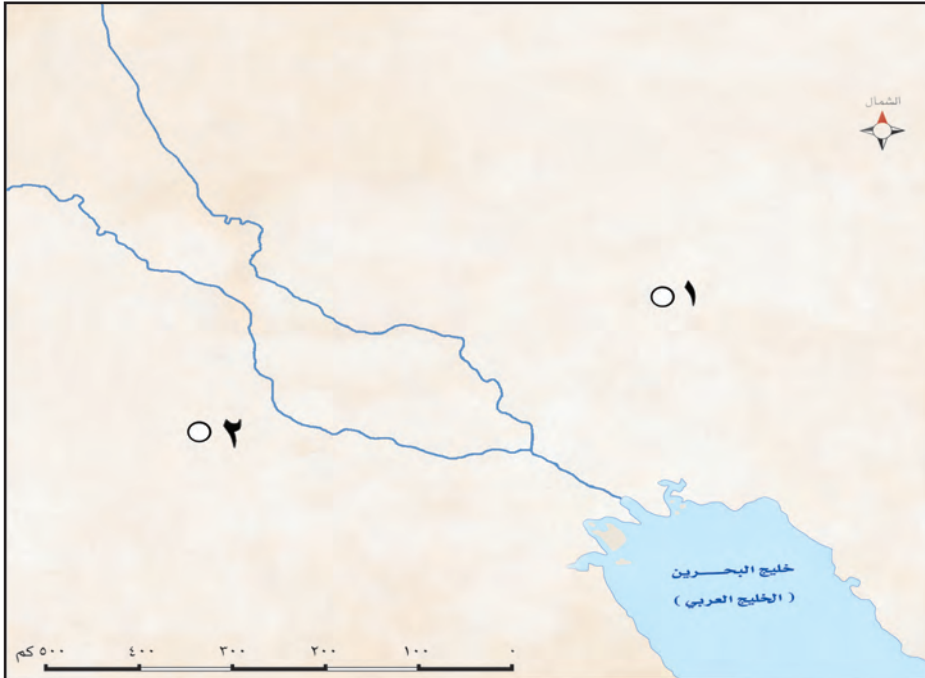 الشمال
١
٢
خليج البحـــرين
( الخليج العربي )
٥٠٠ كم ٤٠٠ ٣٠٠ ٢٠٠ ١٠٠ ٠